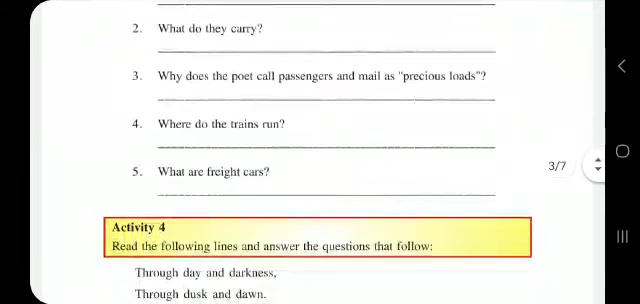 2. What do they carry?
3. Why does the poet call passengers and mail as "precious loads"?
4. Where do the trains run?
5. What are freight cars?
3/7
Activity 4
Read the following lines and answer the questions that follow:
Through day and darkness,
Through dusk and dawn.